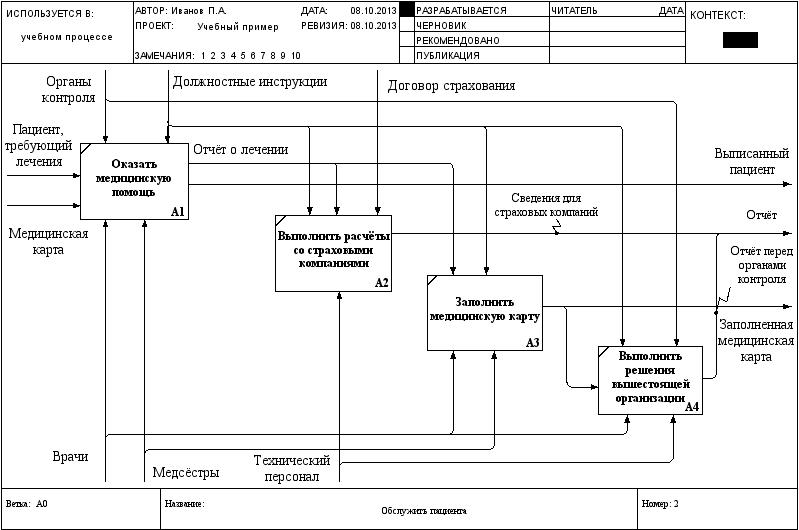 ИСПОЛЬЗУЕТСЯ В:
учебном процессе
АВТОР: Иванов П.А.
ДАТА: 08.10.2013
ПРОЕКТ: Учебный пример
РЕВИЗИЯ: 08.10.2013
ЗАМЕЧАНИЯ: 1 2 3 4 5 6 7 8 9 10
РАЗРАБАТЫВАЕТСЯ
ЧЕРНОВИК
РЕКОМЕНДОВАНО
ПУБЛИКАЦИЯ
ЧИТАТЕЛЬ
ДАТА
КОНТЕКСТ:
Органы
контроля
Должностные инструкции
Договор страхования
Пациент,
требующий
лечения
Оказать
медицинскую
помощь
A1
Отчёт о лечении
Выписанный
пациент
Медицинская
карта
Сведения для
страховых компаний
Отчёт
Выполнить расчёты
со страховыми
компаниями
A2
Отчёт перед
органами
контроля
Заполнить
медицинскую карту
A3
Заполненная
медицинская
карта
Выполнить
решения
вышестоящей
организации
A4
Врачи
Медсёстры
Технический
персонал
Ветка: A0
Название:
Обслужить пациента
Номер: 2